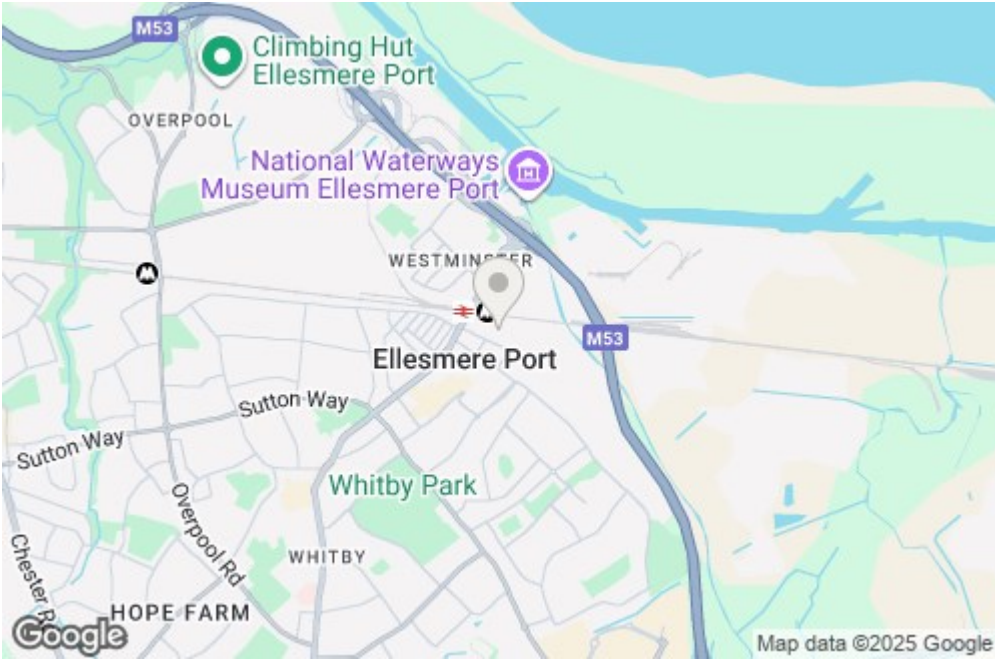 M53
Climbing Hut
Ellesmere Port
OVERPOOL
National Waterways
Museum Ellesmere Port
WESTMINSTER
M53
Ellesmere Port
Sutton Way
Sutton Way
Whitby Park
Overpool Rd
WHITBY
Chester R
HOPE FARM
Google
Map data ©2025 Google